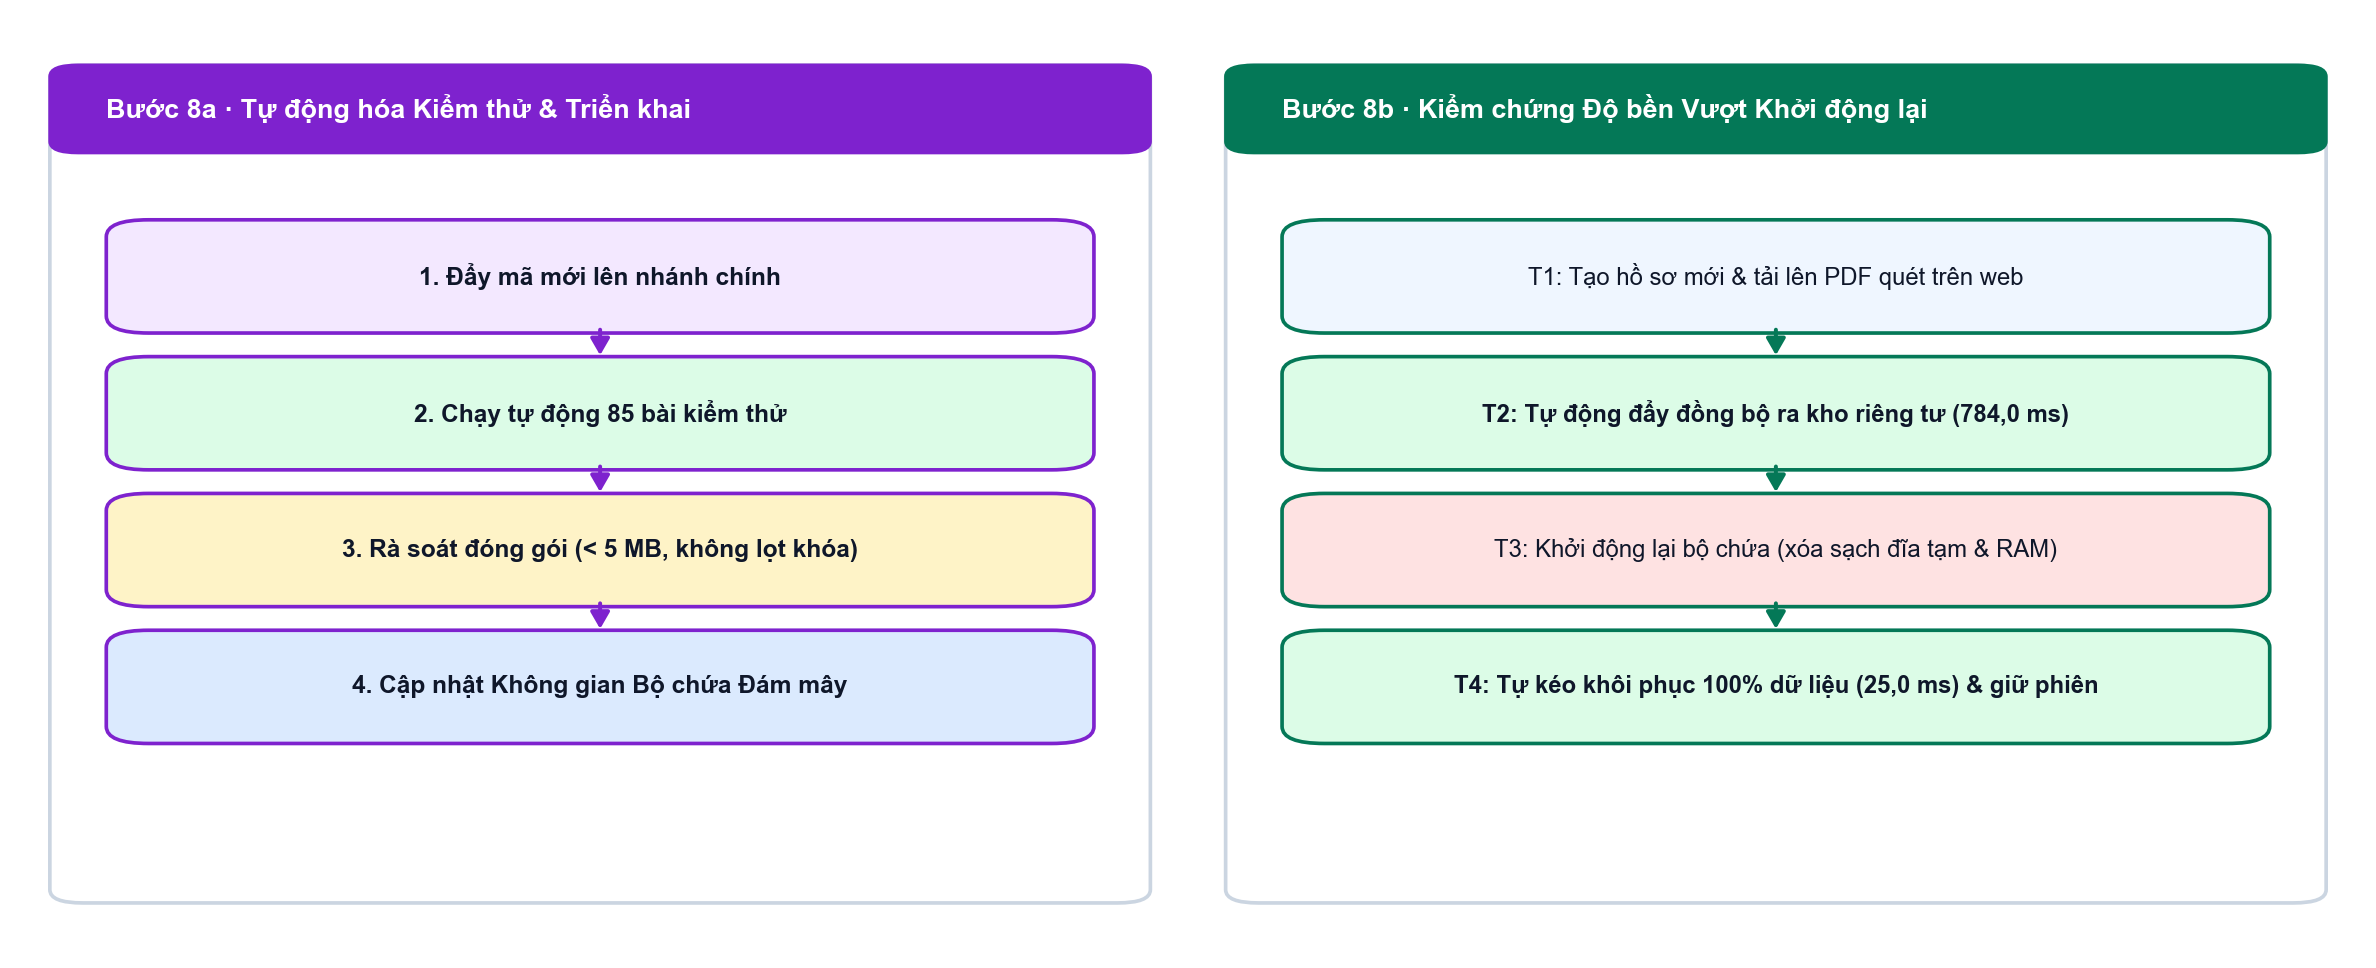 Bước 8a · Tự động hóa Kiểm thử & Triển khai
1. Đẩy mã mới lên nhánh chính
2. Chạy tự động 85 bài kiểm thử
3. Rà soát đóng gói (< 5 MB, không lọt khóa)
4. Cập nhật Không gian Bộ chứa Đám mây
Bước 8b · Kiểm chứng Độ bền Vượt Khởi động lại
T1: Tạo hồ sơ mới & tải lên PDF quét trên web
T2: Tự động đẩy đồng bộ ra kho riêng tư (784,0 ms)
T3: Khởi động lại bộ chứa (xóa sạch đĩa tạm & RAM)
T4: Tự kéo khôi phục 100% dữ liệu (25,0 ms) & giữ phiên